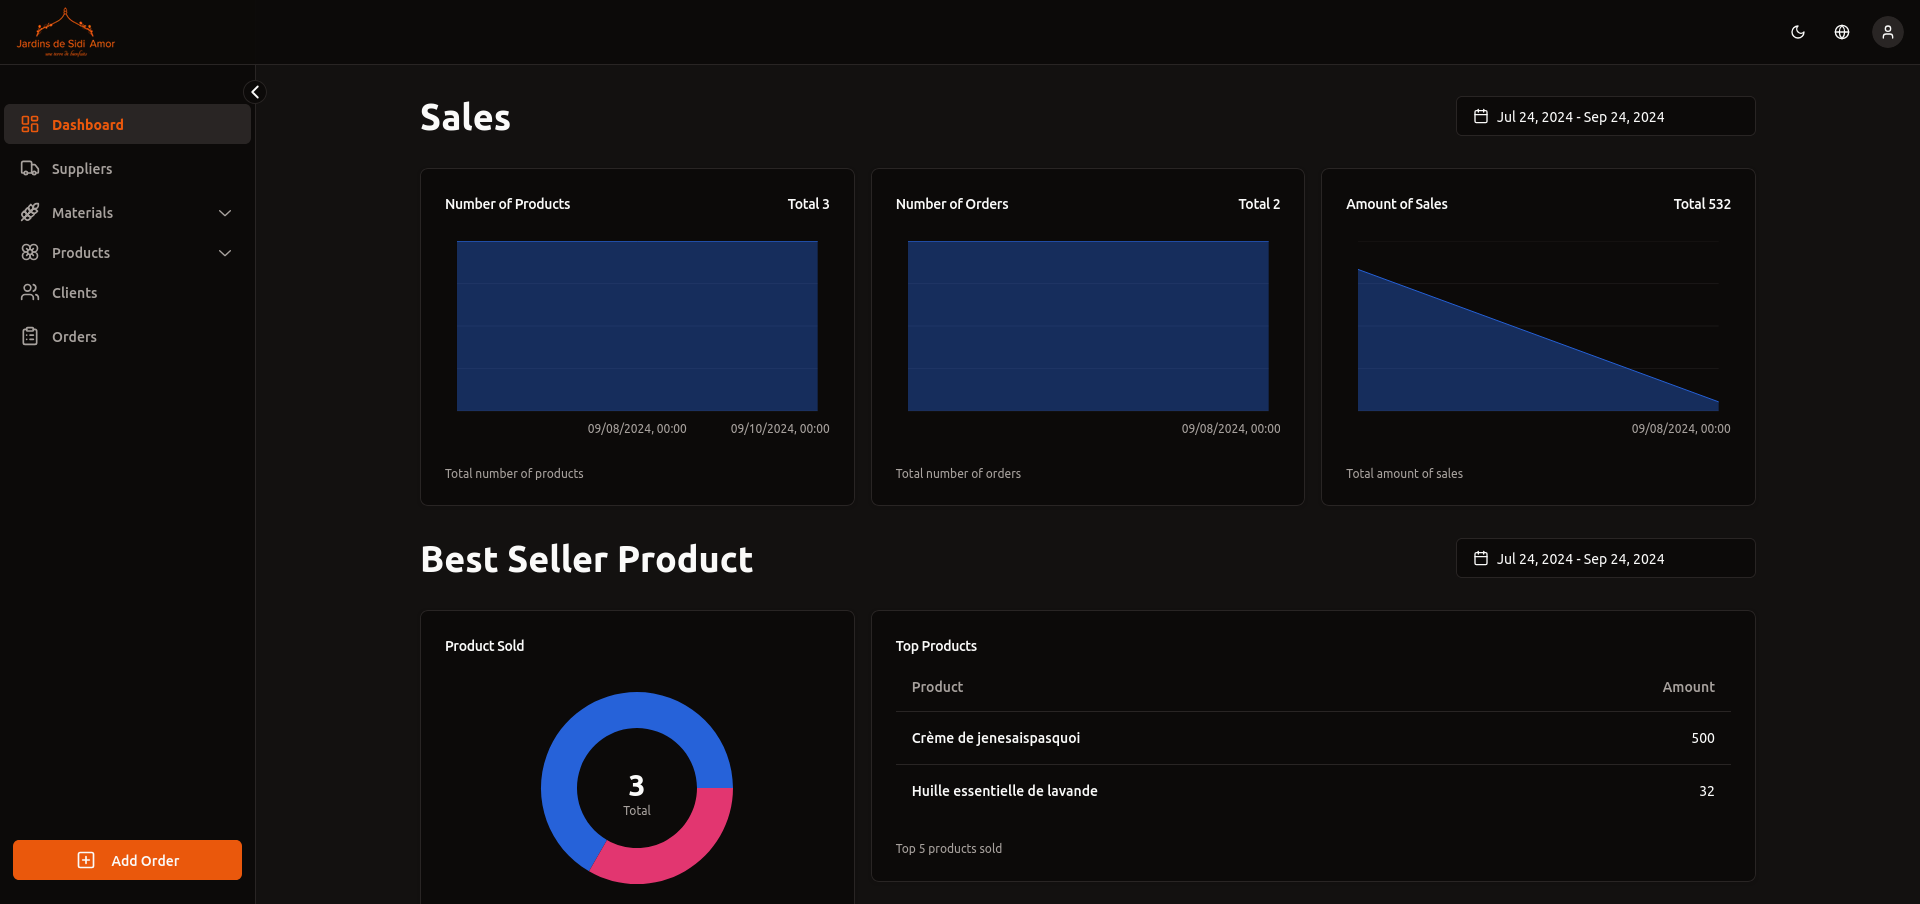 Jardins de Sidi Amor
Dashboard
Suppliers
Materials
Products
Clients
Orders
Add Order
Sales
Jul 24, 2024 - Sep 24, 2024
Number of Products Total 3
09/08/2024, 00:00 09/10/2024, 00:00
Total number of products
Number of Orders Total 2
09/08/2024, 00:00
Total number of orders
Amount of Sales Total 532
09/08/2024, 00:00
Total amount of sales
Best Seller Product
Jul 24, 2024 - Sep 24, 2024
Product Sold
3
Total
Top Products
Product Amount
Crème de jenesaispasquoi 500
Huille essentielle de lavande 32
Top 5 products sold